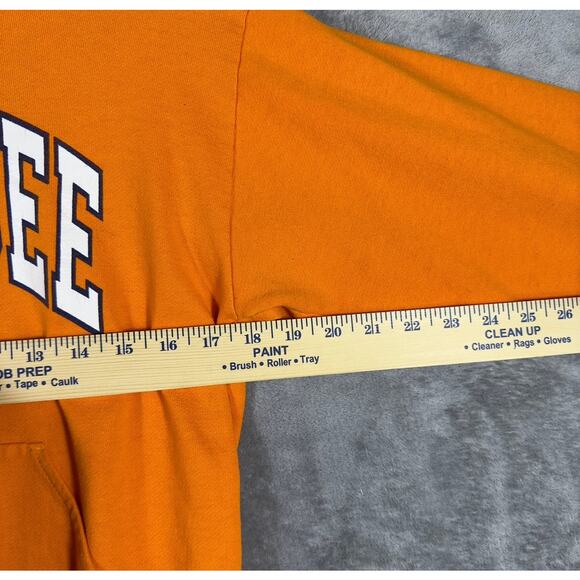 EE
13 14 15 16 17 18 19 20 21 22 23 24 25 26
OB PREP PAINT CLEAN UP
• Tape • Caulk • Brush • Roller • Tray • Cleaner • Rags • Gloves